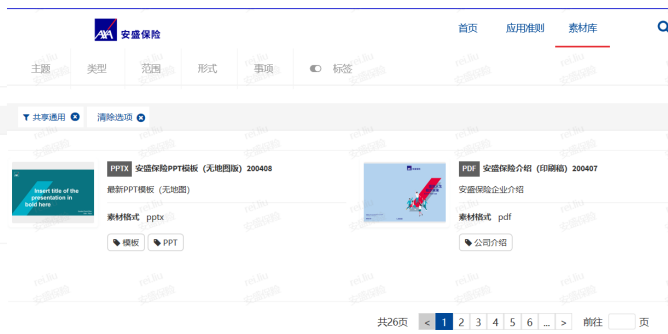 AXA 安盛保险
首页 应用准则 素材库
主题 类型 范围 形式 事项 标签
共享通用 清除选项
PPTX 安盛保险PPT模板（无地图版）200408
最新PPT模板（无地图）
素材格式 pptx
模板 PPT
Insert title of the
presentation in
bold here
PDF 安盛保险介绍（印刷稿）200407
安盛保险企业介绍
素材格式 pdf
公司介绍
共26页 < 1 2 3 4 5 6 ... > 前往 页